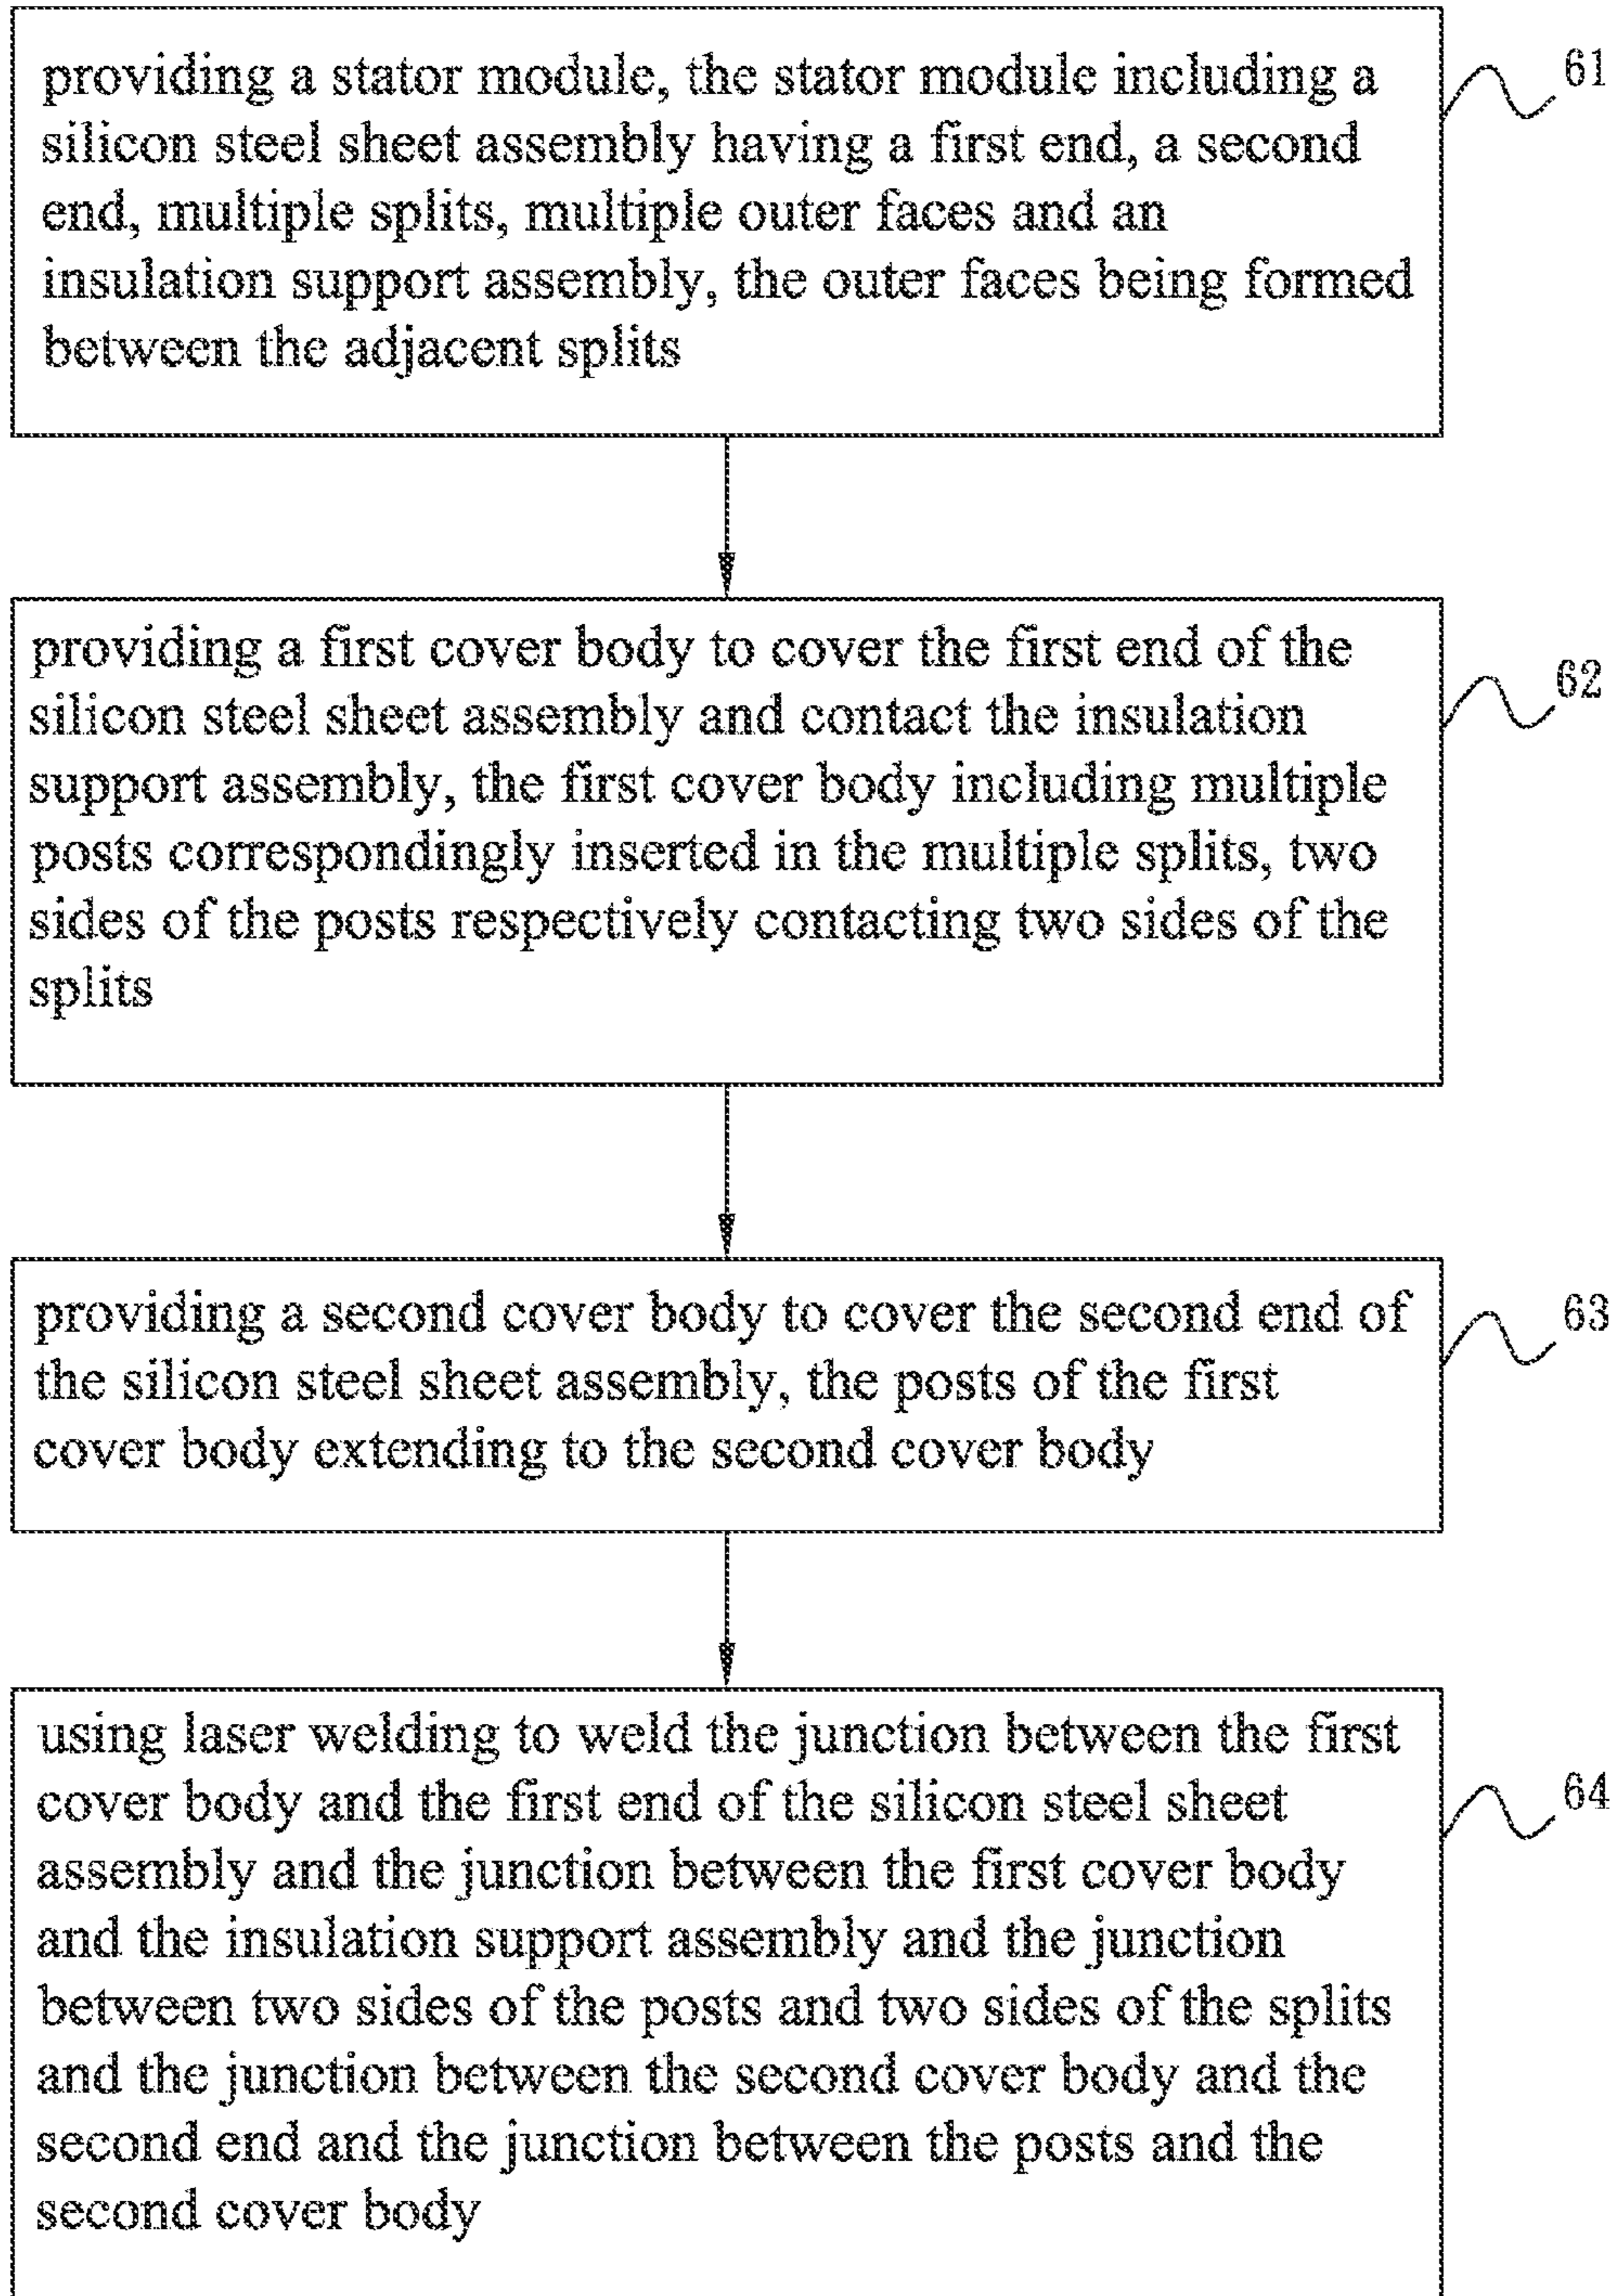 providing a stator module, the stator module including a
silicon steel sheet assembly having a first end, a second
end, multiple splits, multiple outer faces and an
insulation support assembly, the outer faces being formed
between the adjacent splits
61
providing a first cover body to cover the first end of the
silicon steel sheet assembly and contact the insulation
support assembly, the first cover body including multiple
posts correspondingly inserted in the multiple splits, two
sides of the posts respectively contacting two sides of the
splits
62
providing a second cover body to cover the second end of
the silicon steel sheet assembly, the posts of the first
cover body extending to the second cover body
63
using laser welding to weld the junction between the first
cover body and the first end of the silicon steel sheet
assembly and the junction between the first cover body
and the insulation support assembly and the junction
between two sides of the posts and two sides of the splits
and the junction between the second cover body and the
second end and the junction between the posts and the
second cover body
64